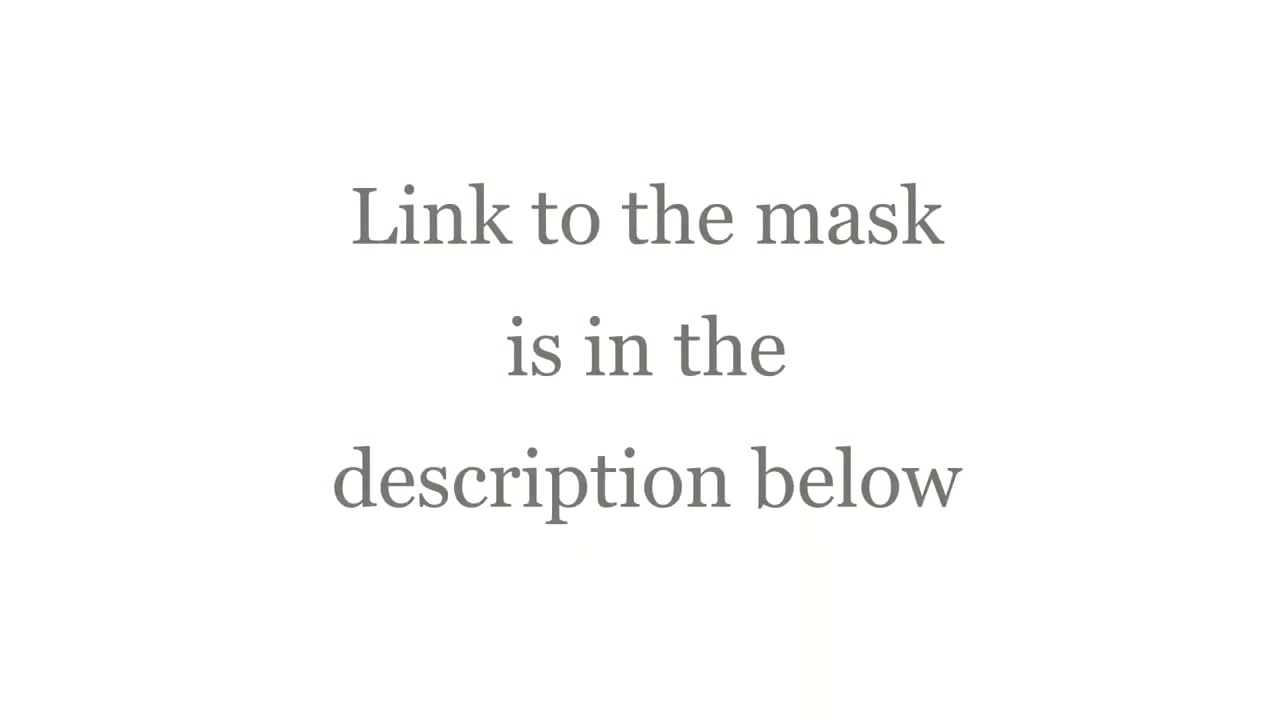 Link to the mask
is in the
description below